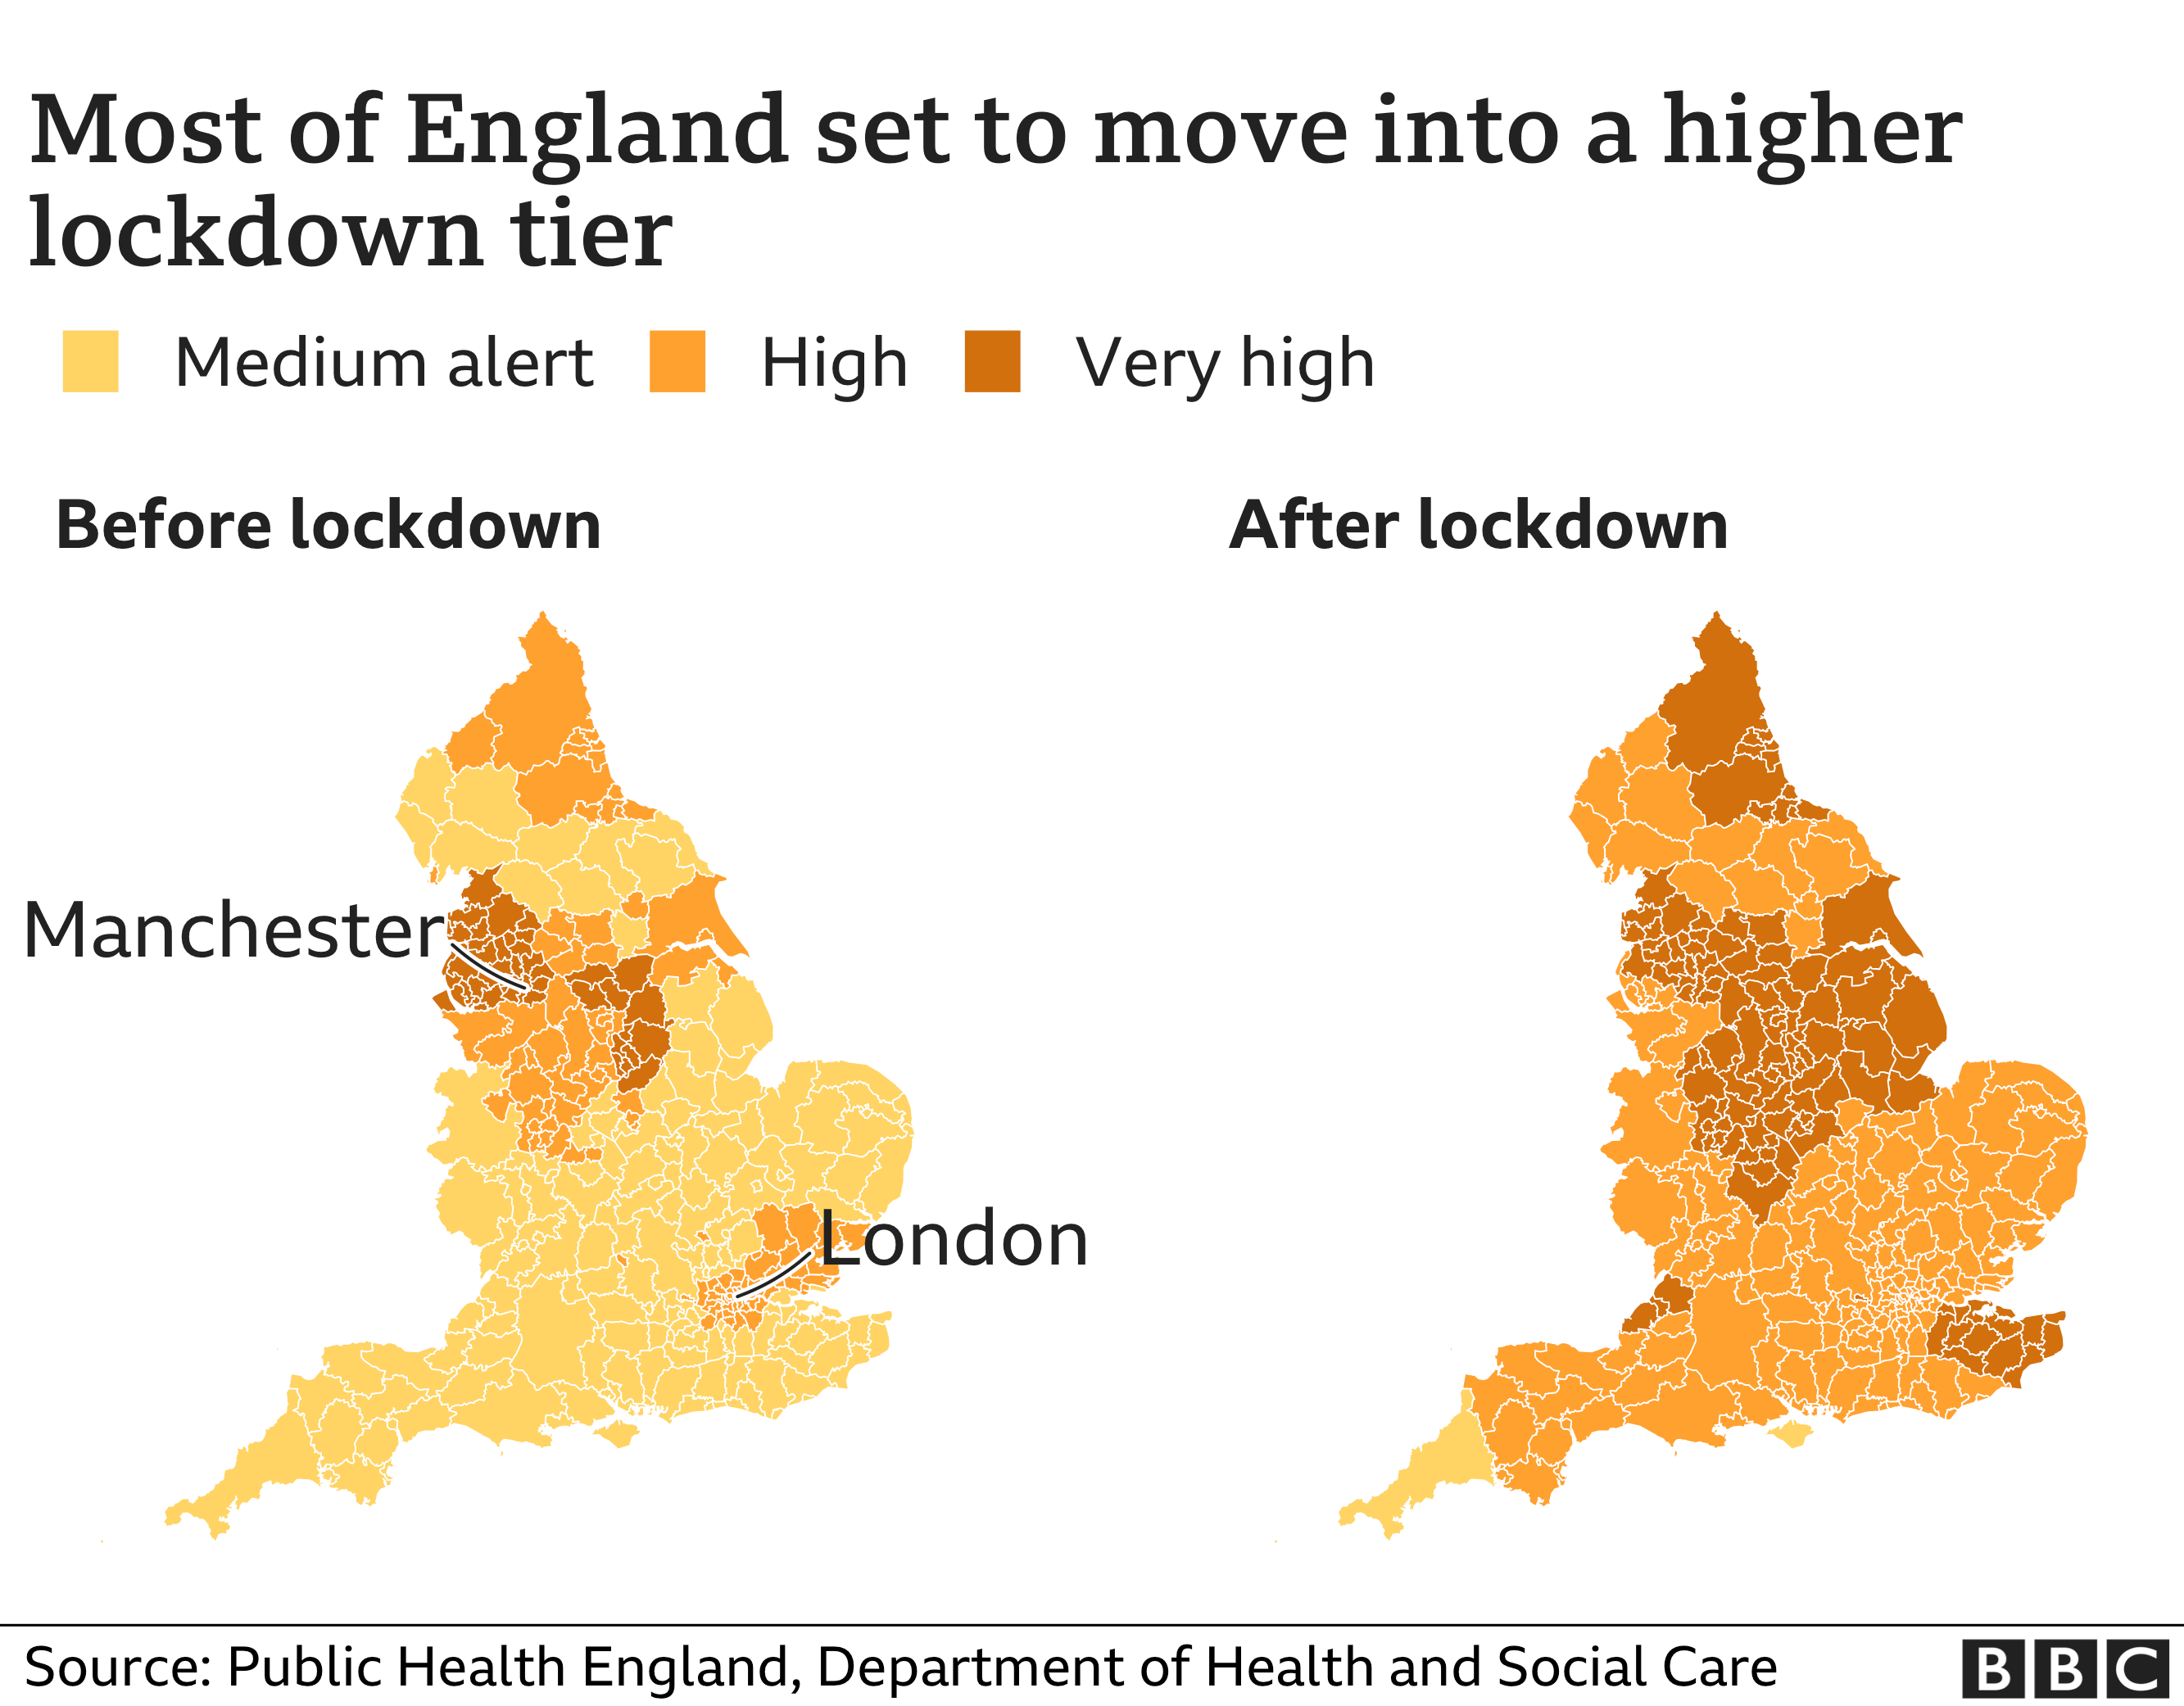 Most of England set to move into a higher
lockdown tier
Medium alert High Very high
Before lockdown After lockdown
Manchester
London
Source: Public Health England, Department of Health and Social Care BBC